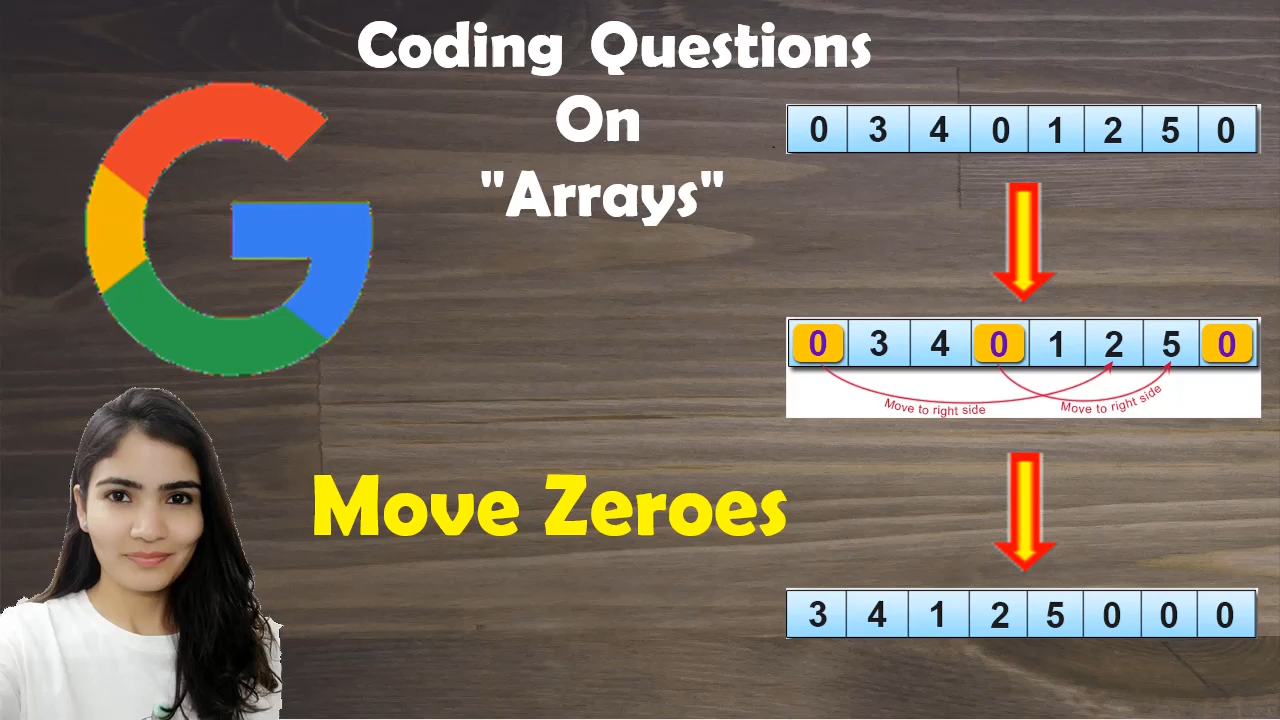 Coding Questions
On
"Arrays"
0 3 4 0 1 2 5 0
0 3 4 0 1 2 5 0
Move to right side
Move to right side
Move Zeroes
3 4 1 2 5 0 0 0